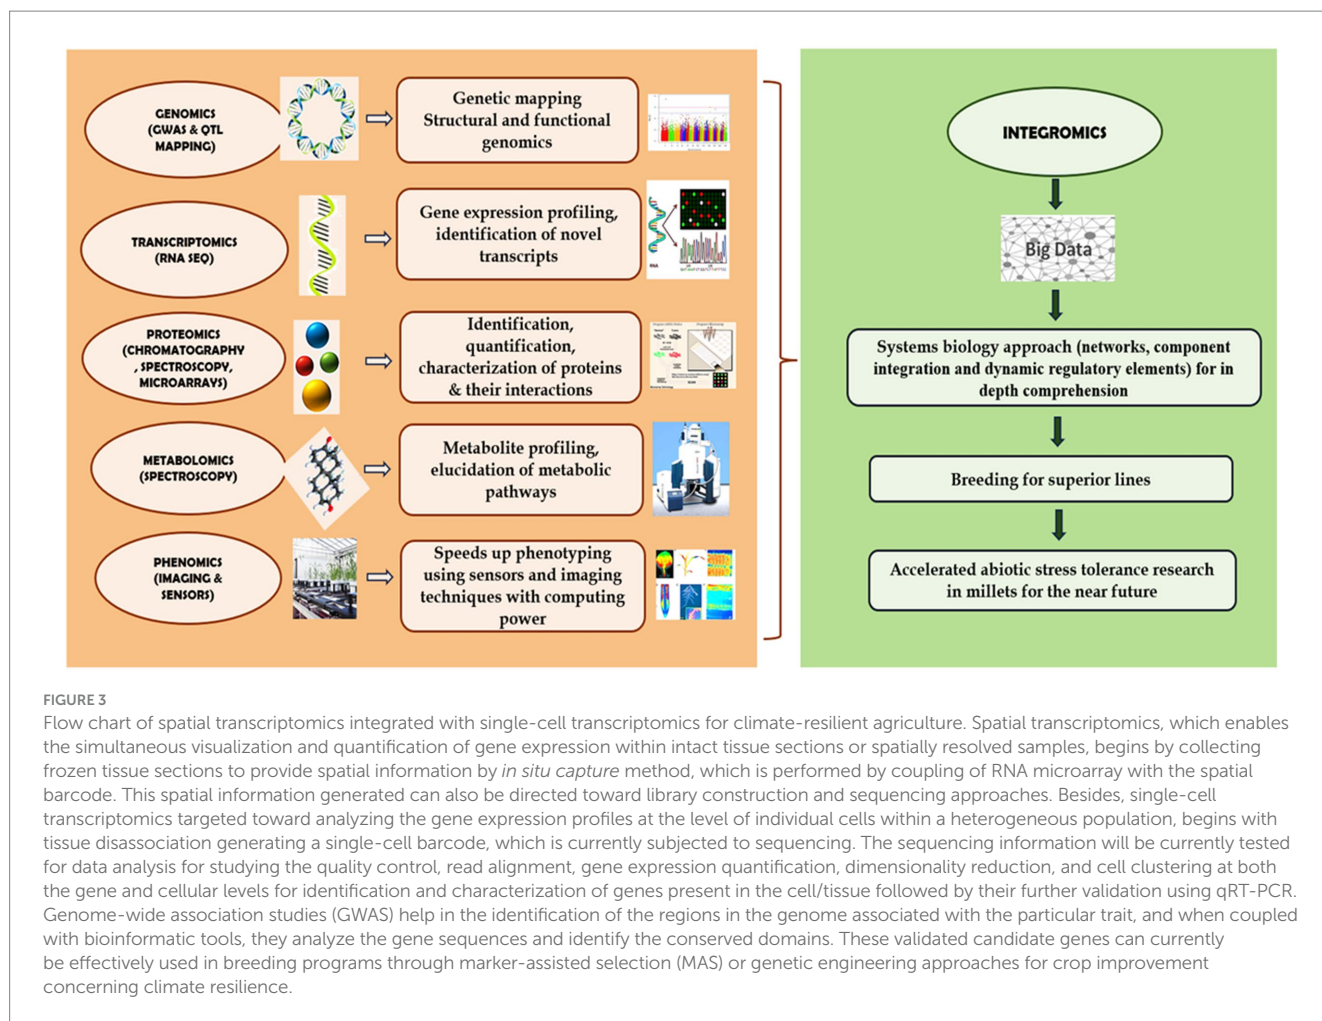 GENOMICS
(GWAS & QTL
MAPPING)
Genetic mapping
Structural and functional
genomics
TRANSCRIPTOMICS
(RNA SEQ)
Gene expression profiling,
identification of novel
transcripts
RNA
PROTEOMICS
(CHROMATOGRAPHY
, SPECTROSCOPY,
MICROARRAYS)
Identification,
quantification,
characterization of proteins
& their interactions
METABOLOMICS
(SPECTROSCOPY)
Metabolite profiling,
elucidation of metabolic
pathways
PHENOMICS
(IMAGING &
SENSORS)
Speeds up phenotyping
using sensors and imaging
techniques with computing
power
INTEGROMICS
Big Data
Systems biology approach (networks, component
integration and dynamic regulatory elements) for in
depth comprehension
Breeding for superior lines
Accelerated abiotic stress tolerance research
in millets for the near future
FIGURE 3
Flow chart of spatial transcriptomics integrated with single-cell transcriptomics for climate-resilient agriculture. Spatial transcriptomics, which enables
the simultaneous visualization and quantification of gene expression within intact tissue sections or spatially resolved samples, begins by collecting
frozen tissue sections to provide spatial information by in situ capture method, which is performed by coupling of RNA microarray with the spatial
barcode. This spatial information generated can also be directed toward library construction and sequencing approaches. Besides, single-cell
transcriptomics targeted toward analyzing the gene expression profiles at the level of individual cells within a heterogeneous population, begins with
tissue disassociation generating a single-cell barcode, which is currently subjected to sequencing. The sequencing information will be currently tested
for data analysis for studying the quality control, read alignment, gene expression quantification, dimensionality reduction, and cell clustering at both
the gene and cellular levels for identification and characterization of genes present in the cell/tissue followed by their further validation using qRT-PCR.
Genome-wide association studies (GWAS) help in the identification of the regions in the genome associated with the particular trait, and when coupled
with bioinformatic tools, they analyze the gene sequences and identify the conserved domains. These validated candidate genes can currently
be effectively used in breeding programs through marker-assisted selection (MAS) or genetic engineering approaches for crop improvement
concerning climate resilience.